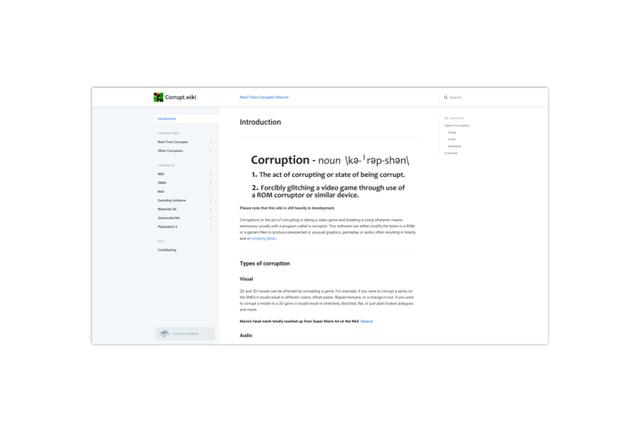 Corrupt.wiki
Real-Time Corruptor Discord
Search...
Introduction
CORRUPTORS
Real-Time Corruptor
Other Corruptors
CONSOLES
NES
SNES
N64
Gameboy Advance
Nintendo DS
Gamecube/Wii
Playstation 2
ETC.
Contributing
Introduction
Corruption - noun \kə-ˈrəp-shən\
1. The act of corrupting or state of being corrupt.
2. Forcibly glitching a video game through use of
a ROM corruptor or similar device.
Please note that this wiki is still heavily in development.
Corruptions or the act of corrupting is taking a video game and breaking it using whatever means
necessary, usually with a program called a corruptor. This software can either modify the bytes in a ROM
or a game's files to produce unexpected or unusual graphics, gameplay or audio, often resulting in hilarity
and or
Types of corruption
Visual
2D and 3D visuals can be affected by corrupting a game. For example, if you were to corrupt a sprite on
the SNES it would result in different colors, offset pixels, flipped textures, or a change in hue. If you were
to corrupt a model in a 3D game it would result in stretched, distorted, flat, or just plain broken polygons
and mesh.
Mario's head mesh totally messed up from Super Mario 64 on the N64. Source
Audio
CONTENTS
Types of corruption
Visual
Audio
Gameplay